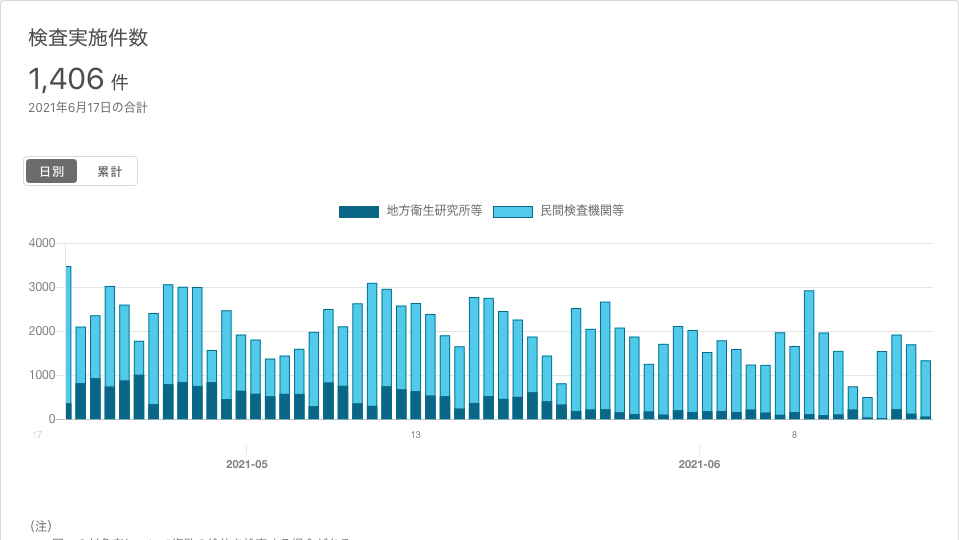 検査実施件数
1,406 件
2021年6月17日の合計
日別 累計
地方衛生研究所等 民間検査機関等
4000
3000
2000
1000
0
17 13 8
2021-05 2021-06
（注）